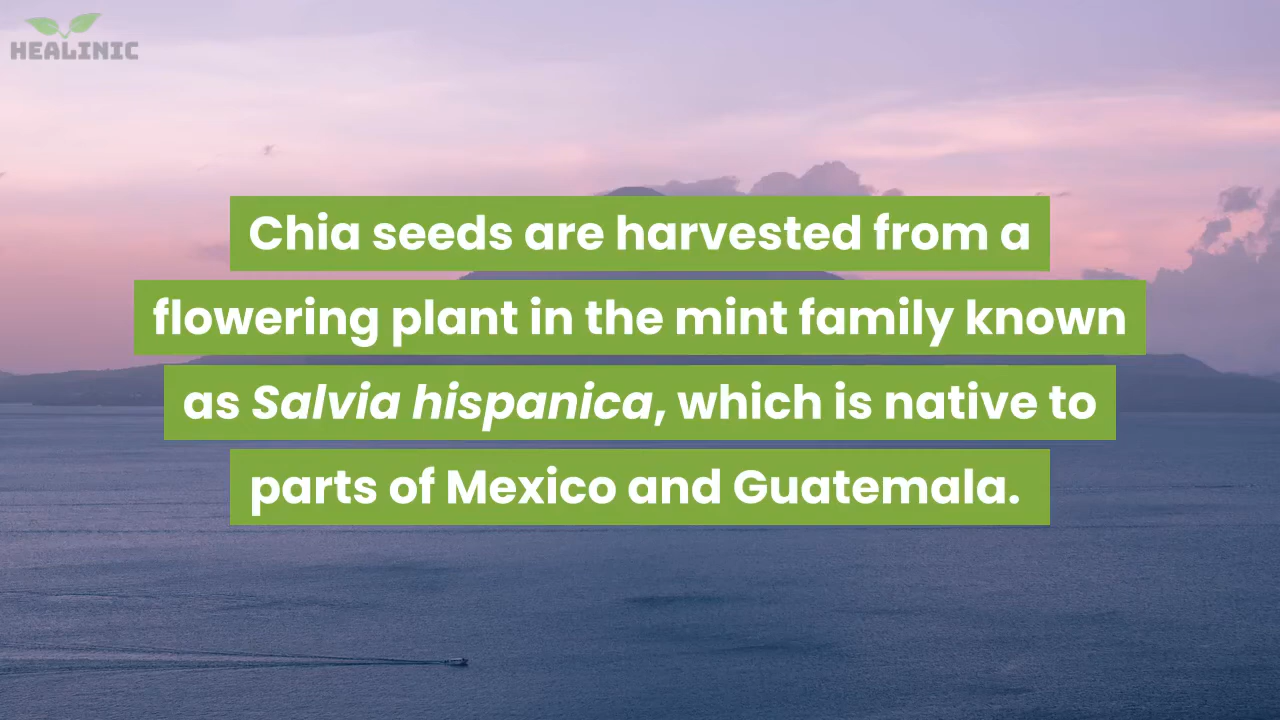 HEALINIC
Chia seeds are harvested from a
flowering plant in the mint family known
as Salvia hispanica, which is native to
parts of Mexico and Guatemala.